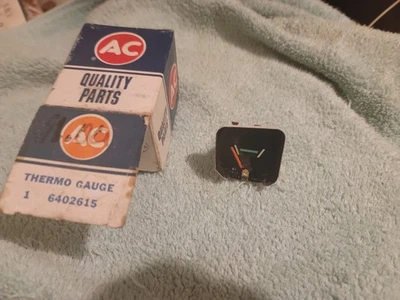 AC
QUALITY
PARTS
AC
THERMO GAUGE
1 6402615